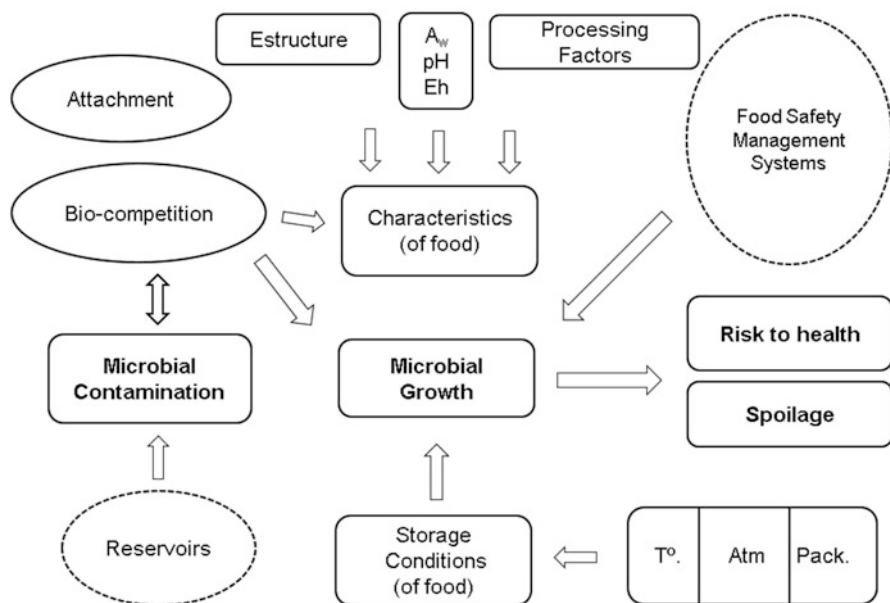 Estructure
A_w
pH
Eh
Processing
Factors
Attachment
Food Safety
Management
Systems
Bio-competition
Characteristics
(of food)
Microbial
Contamination
Microbial
Growth
Risk to health
Spoilage
Reservoirs
Storage
Conditions
(of food)
Tº.
Atm
Pack.